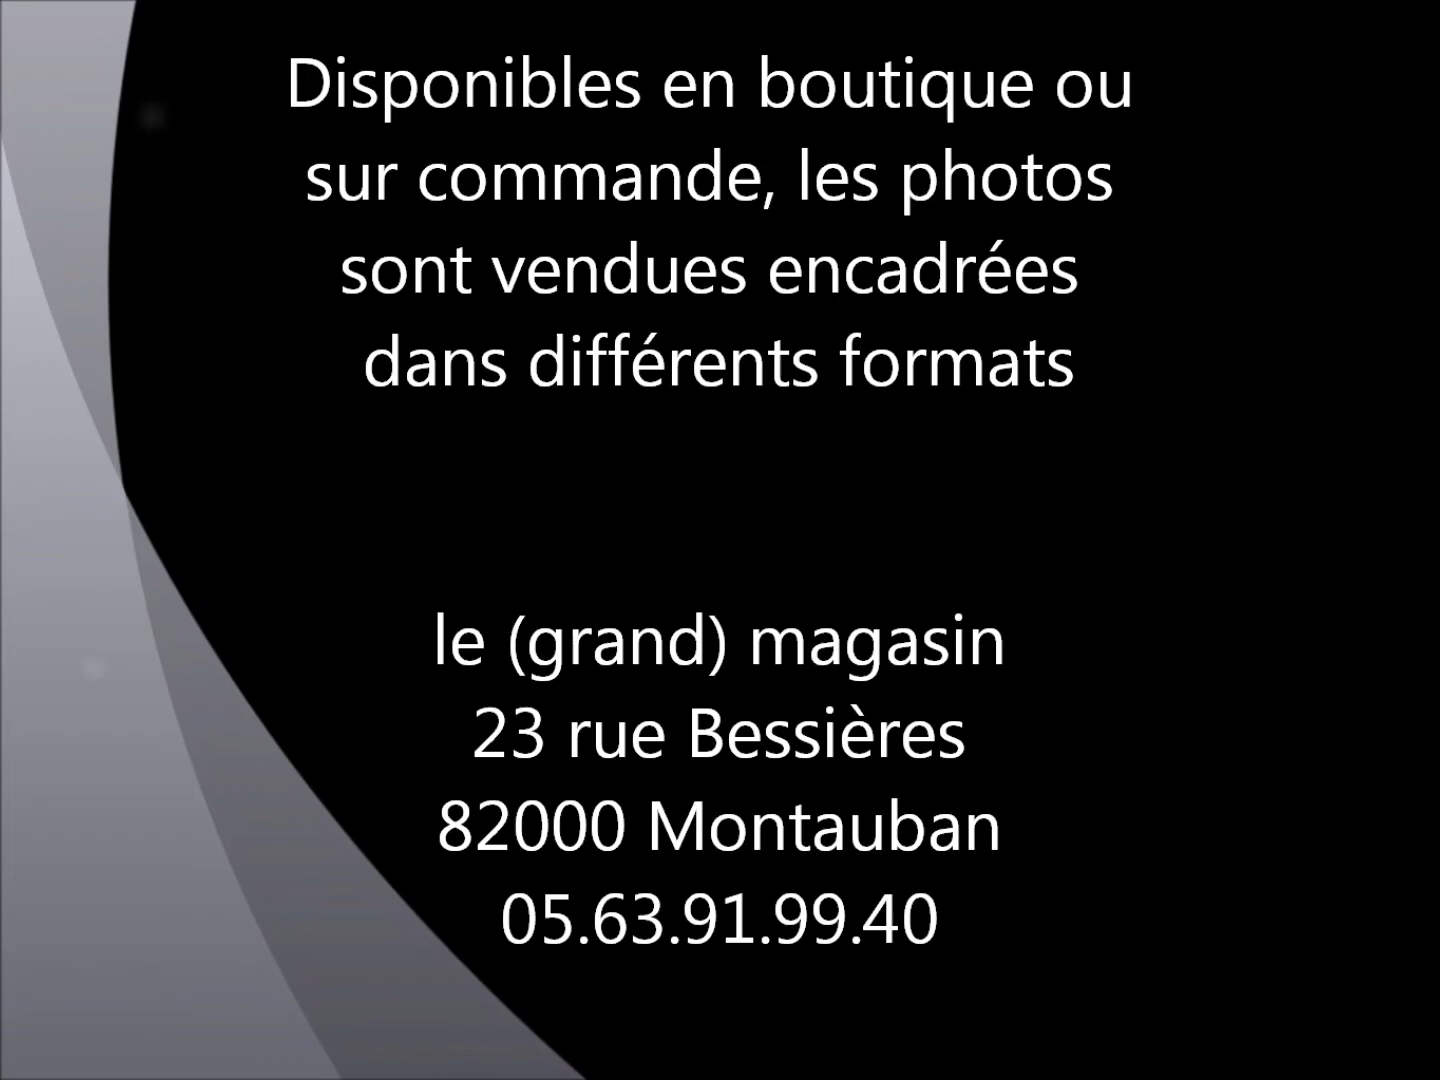 Disponibles en boutique ou
sur commande, les photos
sont vendues encadrées
dans différents formats
le (grand) magasin
23 rue Bessières
82000 Montauban
05.63.91.99.40